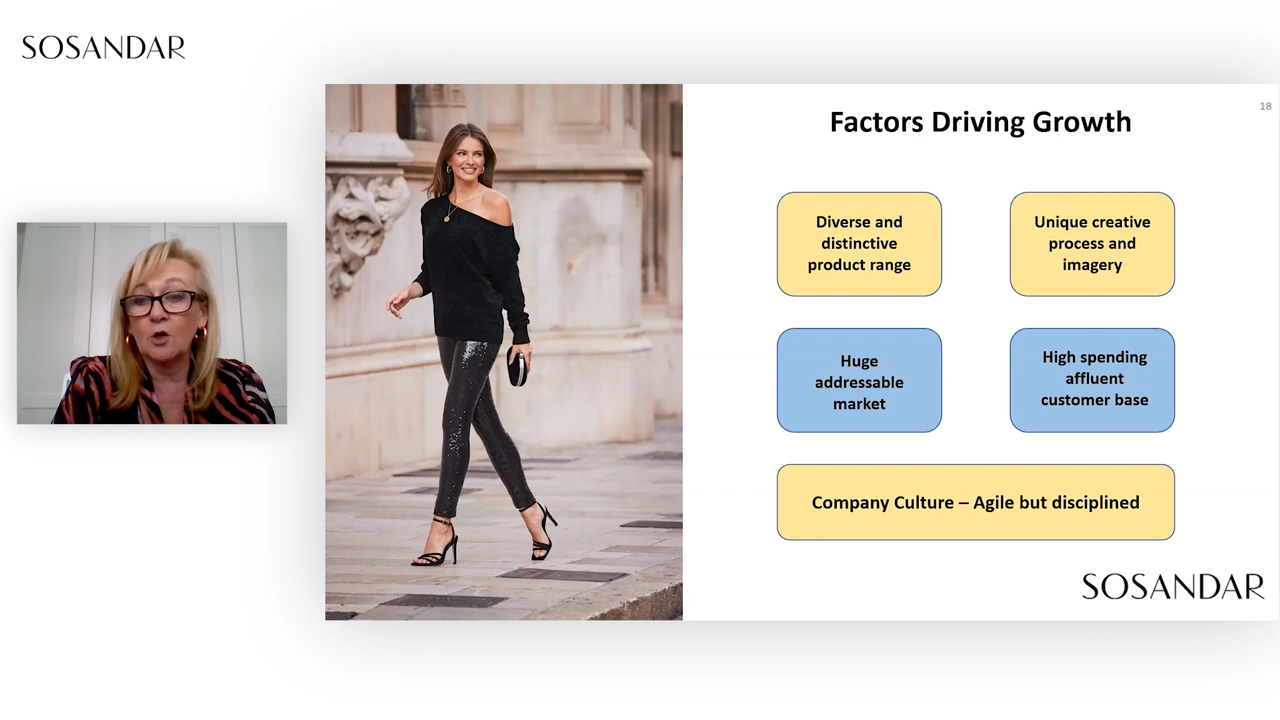 SOSANDAR
18
Factors Driving Growth
Diverse and
distinctive
product range
Unique creative
process and
imagery
Huge
addressable
market
High spending
affluent
customer base
Company Culture – Agile but disciplined
SOSANDAR